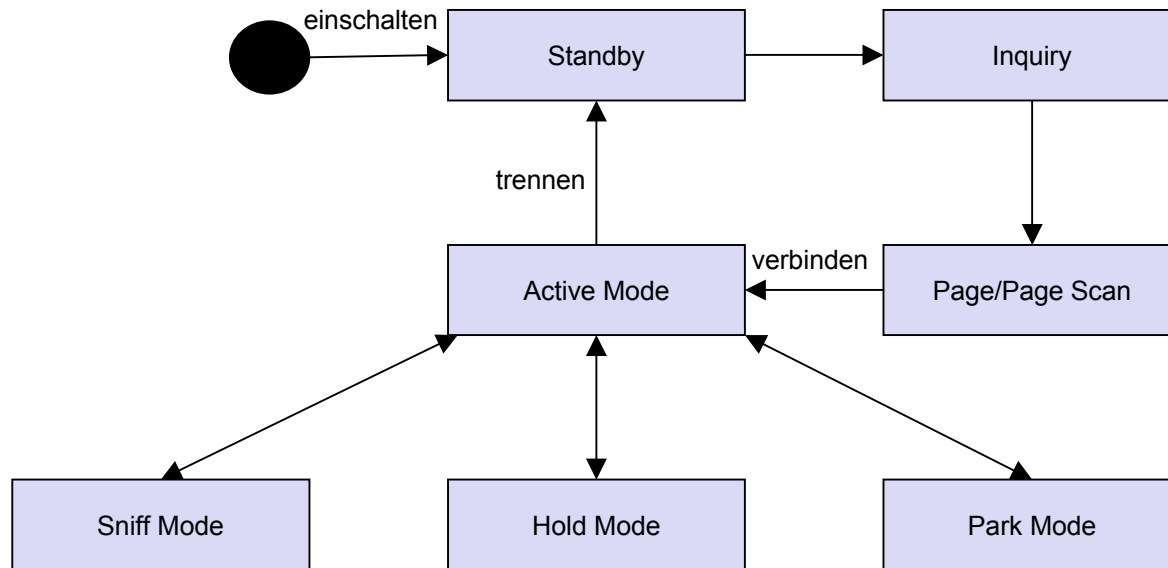 einschalten
Standby
Inquiry
trennen
verbinden
Active Mode
Page/Page Scan
Sniff Mode
Hold Mode
Park Mode